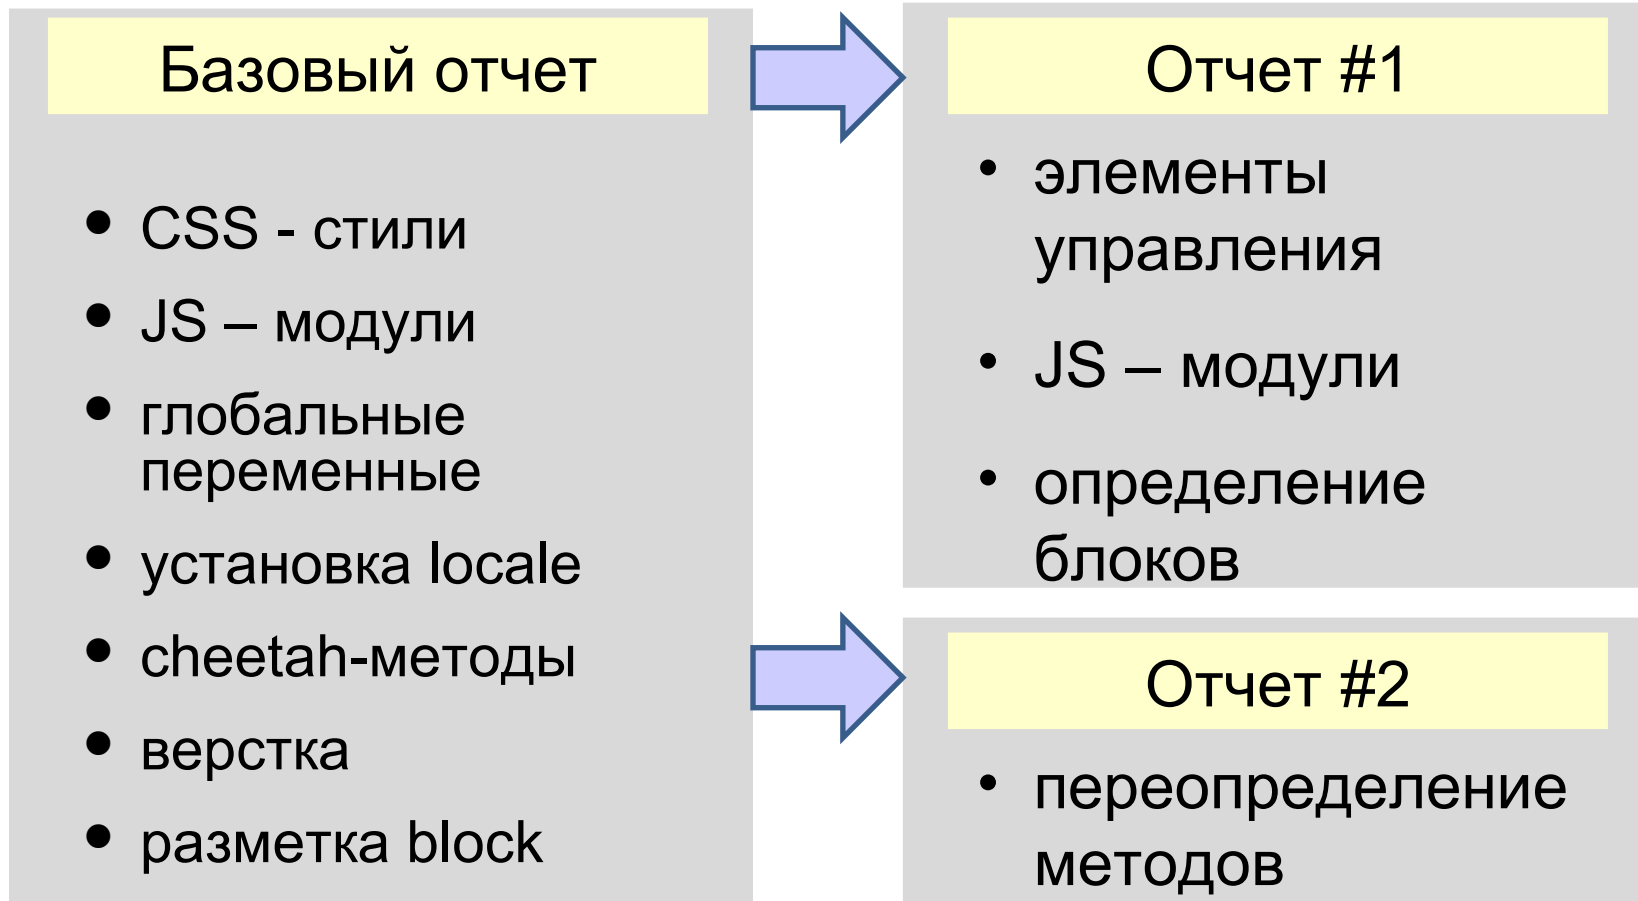 Базовый отчет
• CSS - стили
• JS – модули
• глобальные
переменные
• установка locale
• cheetah-методы
• верстка
• разметка block
Отчет #1
• элементы
управления
• JS – модули
• определение
блоков
Отчет #2
• переопределение
методов